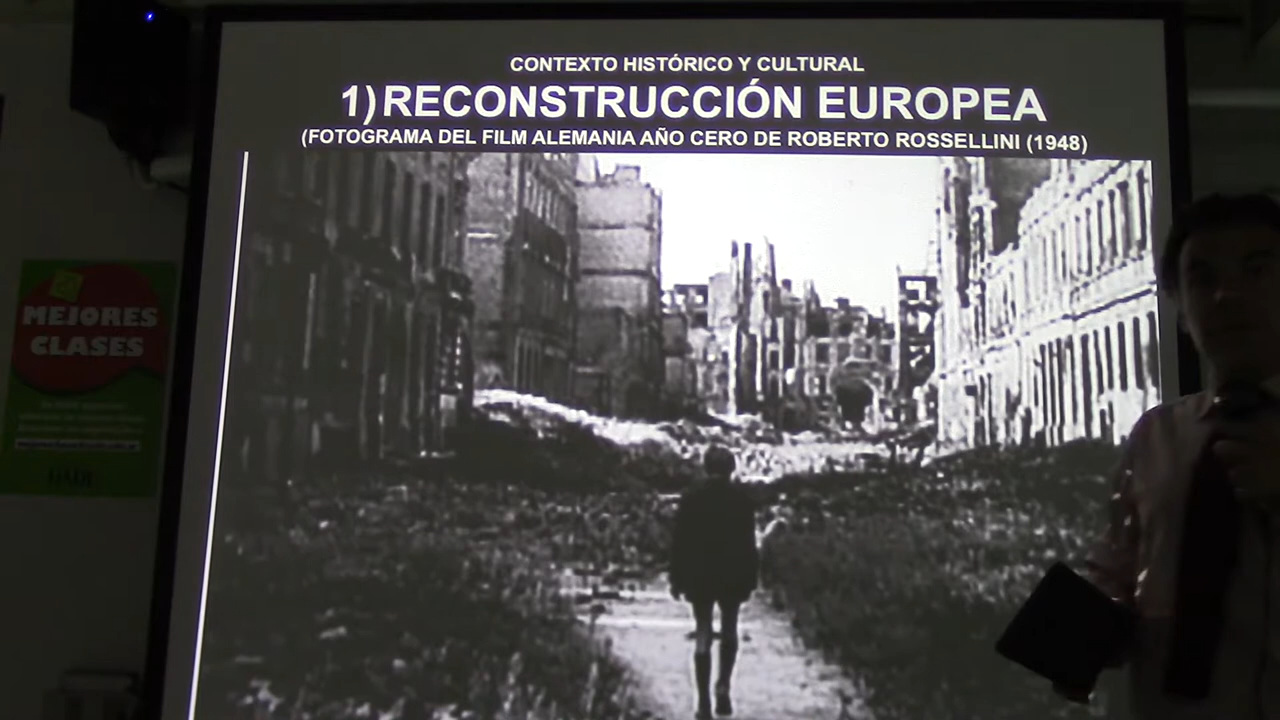 CONTEXTO HISTÓRICO Y CULTURAL
1) RECONSTRUCCIÓN EUROPEA
(FOTOGRAMA DEL FILM ALEMANIA AÑO CERO DE ROBERTO ROSSELLINI (1948)
MEJORES
CLASES